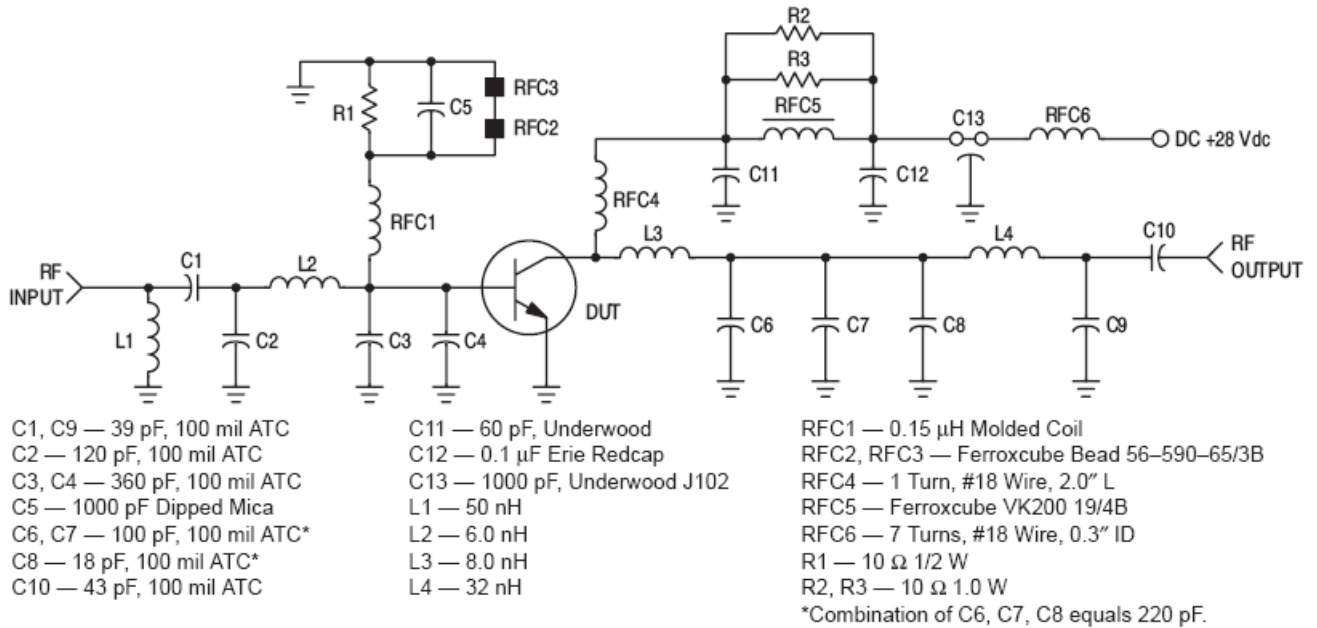 R2
R3
RFC3
R1
C5
RFC5
C13
RFC6
RFC2
DC +28 Vdc
C11
C12
RFC4
RFC1
L3
L4
C10
C1
L2
RF
INPUT
RF
OUTPUT
DUT
L1
C2
C3
C4
C6
C7
C8
C9
C1, C9 — 39 pF, 100 mil ATC
C2 — 120 pF, 100 mil ATC
C3, C4 — 360 pF, 100 mil ATC
C5 — 1000 pF Dipped Mica
C6, C7 — 100 pF, 100 mil ATC*
C8 — 18 pF, 100 mil ATC*
C10 — 43 pF, 100 mil ATC
C11 — 60 pF, Underwood
C12 — 0.1 μF Erie Redcap
C13 — 1000 pF, Underwood J102
L1 — 50 nH
L2 — 6.0 nH
L3 — 8.0 nH
L4 — 32 nH
RFC1 — 0.15 μH Molded Coil
RFC2, RFC3 — Ferroxcube Bead 56–590–65/3B
RFC4 — 1 Turn, #18 Wire, 2.0″ L
RFC5 — Ferroxcube VK200 19/4B
RFC6 — 7 Turns, #18 Wire, 0.3″ ID
R1 — 10 Ω 1/2 W
R2, R3 — 10 Ω 1.0 W
*Combination of C6, C7, C8 equals 220 pF.